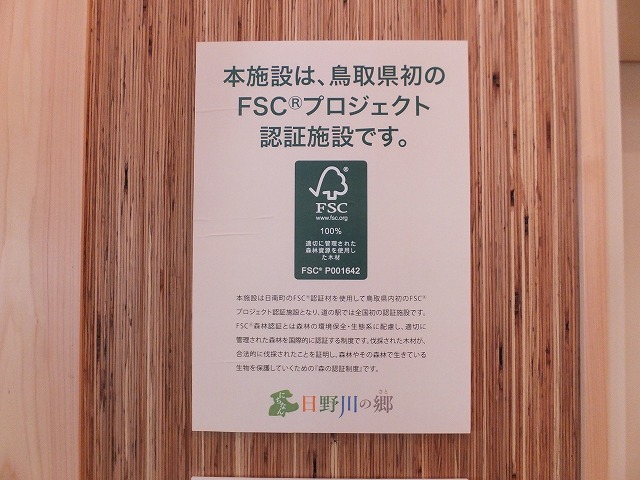 本施設は、鳥取県初の
FSC®プロジェクト
認証施設です。
®
FSC
www.fsc.org
100%
適切に管理された
森林資源を使用し
た木材
FSC® P001642
本施設は日南町のFSC®認証材を使用して鳥取県内初のFSC®
プロジェクト認証施設となり、道の駅では全国初の認証施設です。
FSC®森林認証とは森林の環境保全・生態系に配慮し、適切に
管理された森林を国際的に認証する制度です。伐採された木材が、
合法的に伐採されたことを証明し、森林やその森林で生きている
生物を保護していくための『森の認証制度』です。
にちなん
日野川の郷
さと